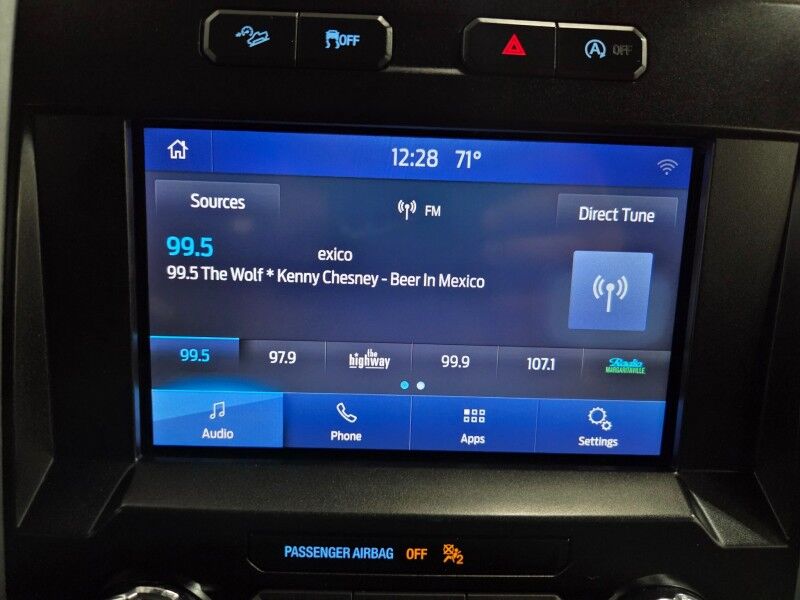 OFF
A OFF
12:28 71°
Sources
FM
Direct Tune
99.5 exico
99.5 The Wolf * Kenny Chesney - Beer In Mexico
99.5 97.9 the highway 99.9 107.1 Radio MARGARITAVILLE
Audio Phone Apps Settings
PASSENGER AIRBAG OFF 2